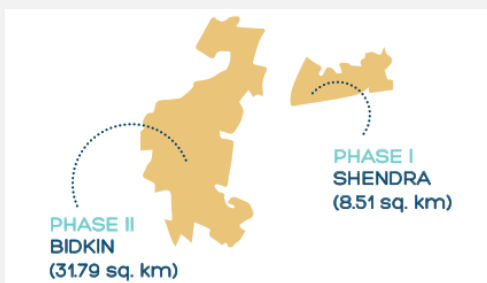 PHASE I
SHENDRA
(8.51 sq. km)
PHASE II
BIDKIN
(31.79 sq. km)